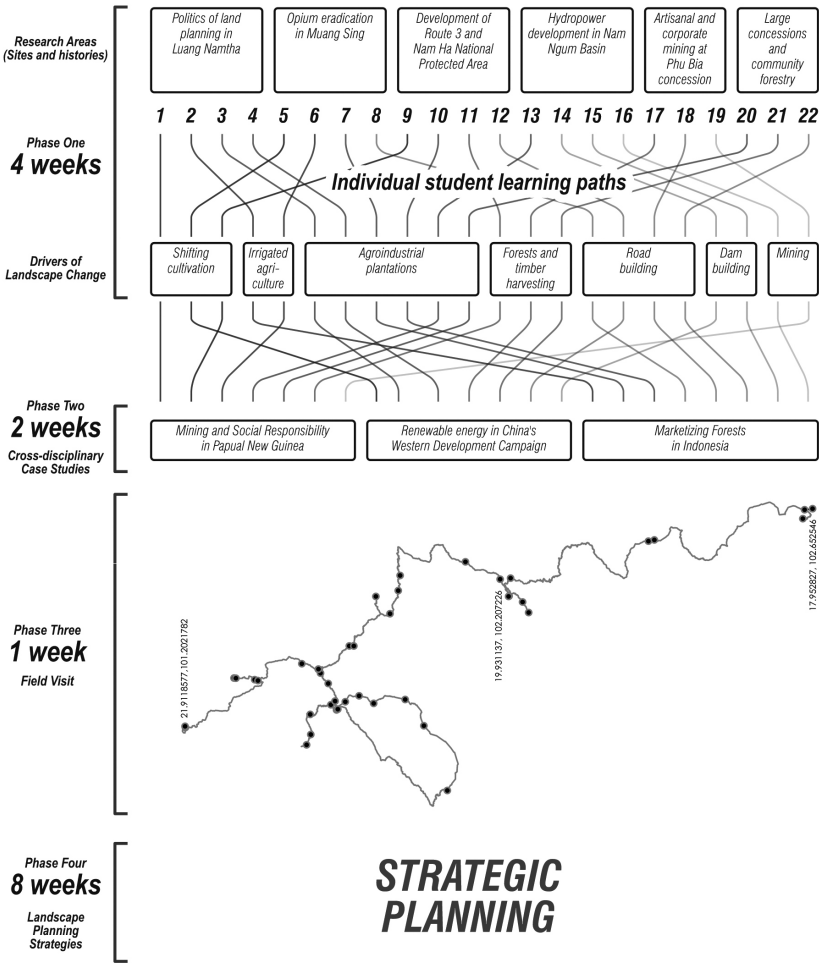 Research Areas
(Sites and histories)
Politics of land
planning in
Luang Namtha
Opium eradication
in Muang Sing
Development of
Route 3 and
Nam Ha National
Protected Area
Hydropower
development in Nam
Ngum Basin
Artisanal and
corporate
mining at
Phu Bia
concession
Large
concessions
and
community
forestry
1 2 3 4 5 6 7 8 9 10 11 12 13 14 15 16 17 18 19 20 21 22
Phase One
4 weeks
Individual student learning paths
Drivers of
Landscape Change
Shifting
cultivation
Irrigated
agri-
culture
Agroindustrial
plantations
Forests and
timber
harvesting
Road
building
Dam
building
Mining
Phase Two
2 weeks
Cross-disciplinary
Case Studies
Mining and Social Responsibility
in Papual New Guinea
Renewable energy in China's
Western Development Campaign
Marketizing Forests
in Indonesia
Phase Three
1 week
Field Visit
21.9118577,101.2021782
19.931137, 102.207226
17.952827, 102.652546
Phase Four
8 weeks
Landscape
Planning
Strategies
STRATEGIC
PLANNING